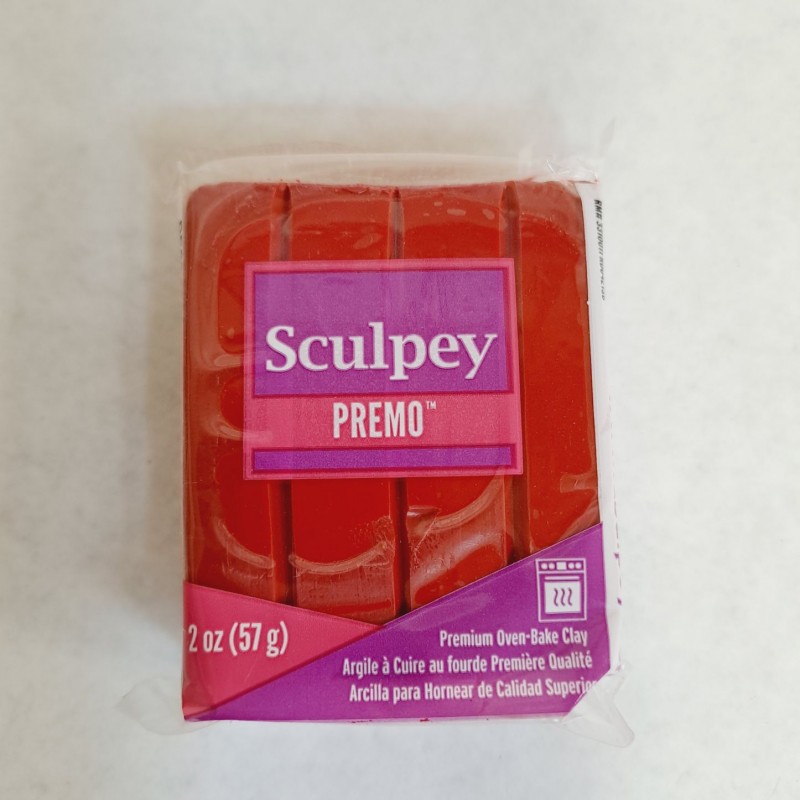 Sculpey
PREMO™
2 oz (57 g)
Premium Oven-Bake Clay
Argile à Cuire au fourde Première Qualité
Arcilla para Hornear de Calidad Superior